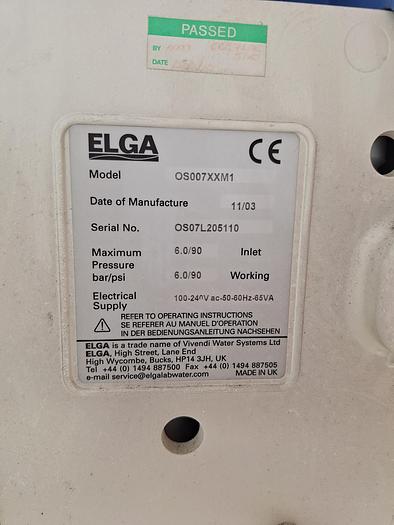 PASSED
BY
DATE
ELGA CE
Model OS007XXM1
Date of Manufacture 11/03
Serial No. OS07L205110
Maximum 6.0/90 Inlet
Pressure
bar/psi 6.0/90 Working
Electrical
Supply 100-240V ac-50-60Hz-65VA
REFER TO OPERATING INSTRUCTIONS
SE REFERER AU MANUEL D'OPERATION
IN DER BEDIENUNGSANLEITUNG NACHSEHEN
ELGA is a trade name of Vivendi Water Systems Ltd
ELGA, High Street, Lane End
High Wycombe, Bucks, HP14 3JH, UK
Tel +44 (0) 1494 887500 Fax +44 (0) 1494 887505
e-mail service@elgalabwater.com MADE IN UK